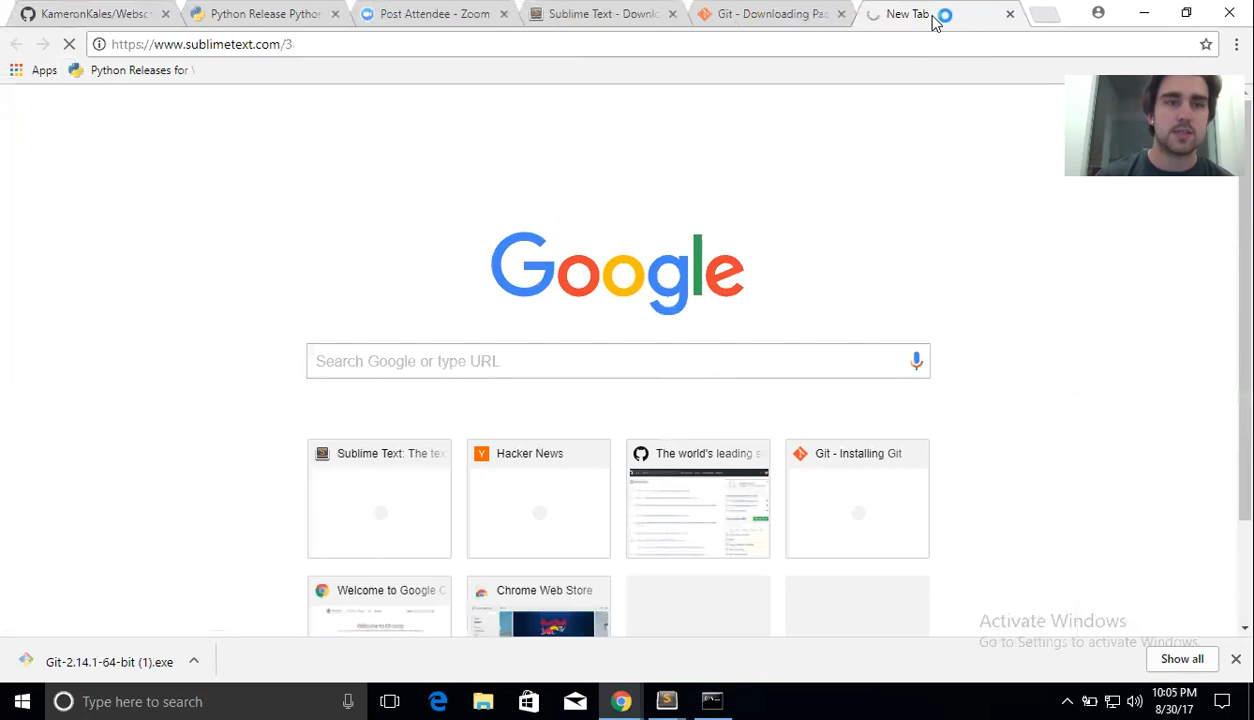 KameronKales/Websc
Python Release Python
Post Attendee - Zoom
Sublime Text - Downlo
Git - Downloading Pac
New Tab
https://www.sublimetext.com/3
Apps
Python Releases for \
Google
Search Google or type URL
Sublime Text: The tex
Hacker News
The world's leading s
Git - Installing Git
Welcome to Google C
Chrome Web Store
Activate Windows
Go to Settings to activate Windows.
Git-2.14.1-64-bit (1).exe
Show all
Type here to search
10:05 PM
8/30/17